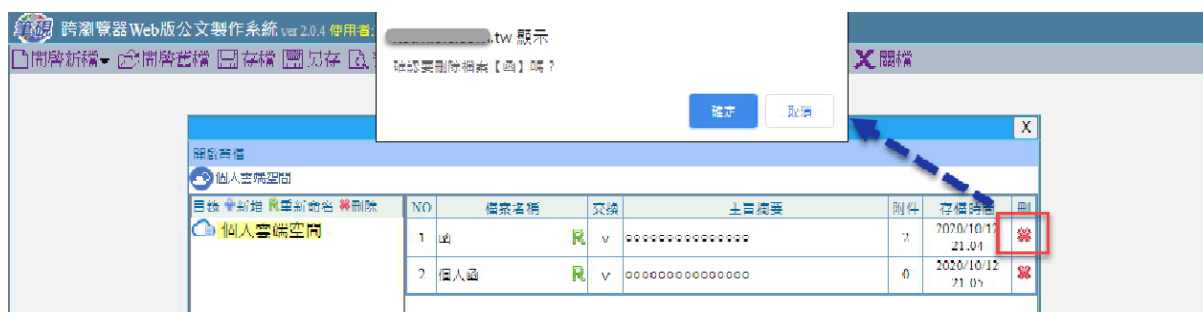 筆硯 跨瀏覽器Web版公文製作系統 ver 2.0.4 使用者:
開啓新檔 開啓舊檔 存檔 另存
.tw 顯示
確認要刪除檔案【函】嗎？
確定 取消
關檔
X
開啟舊檔
個人雲端空間
目錄 新增 R重新命名 刪除
個人雲端空間
NO 檔案名稱 交換 主旨摘要 附件 存檔時間 刪
1 函 R v ooooooooooooooo 2 2020/10/12
21:04
2 個人函 R v ooooooooooooooo 0 2020/10/12
21:05